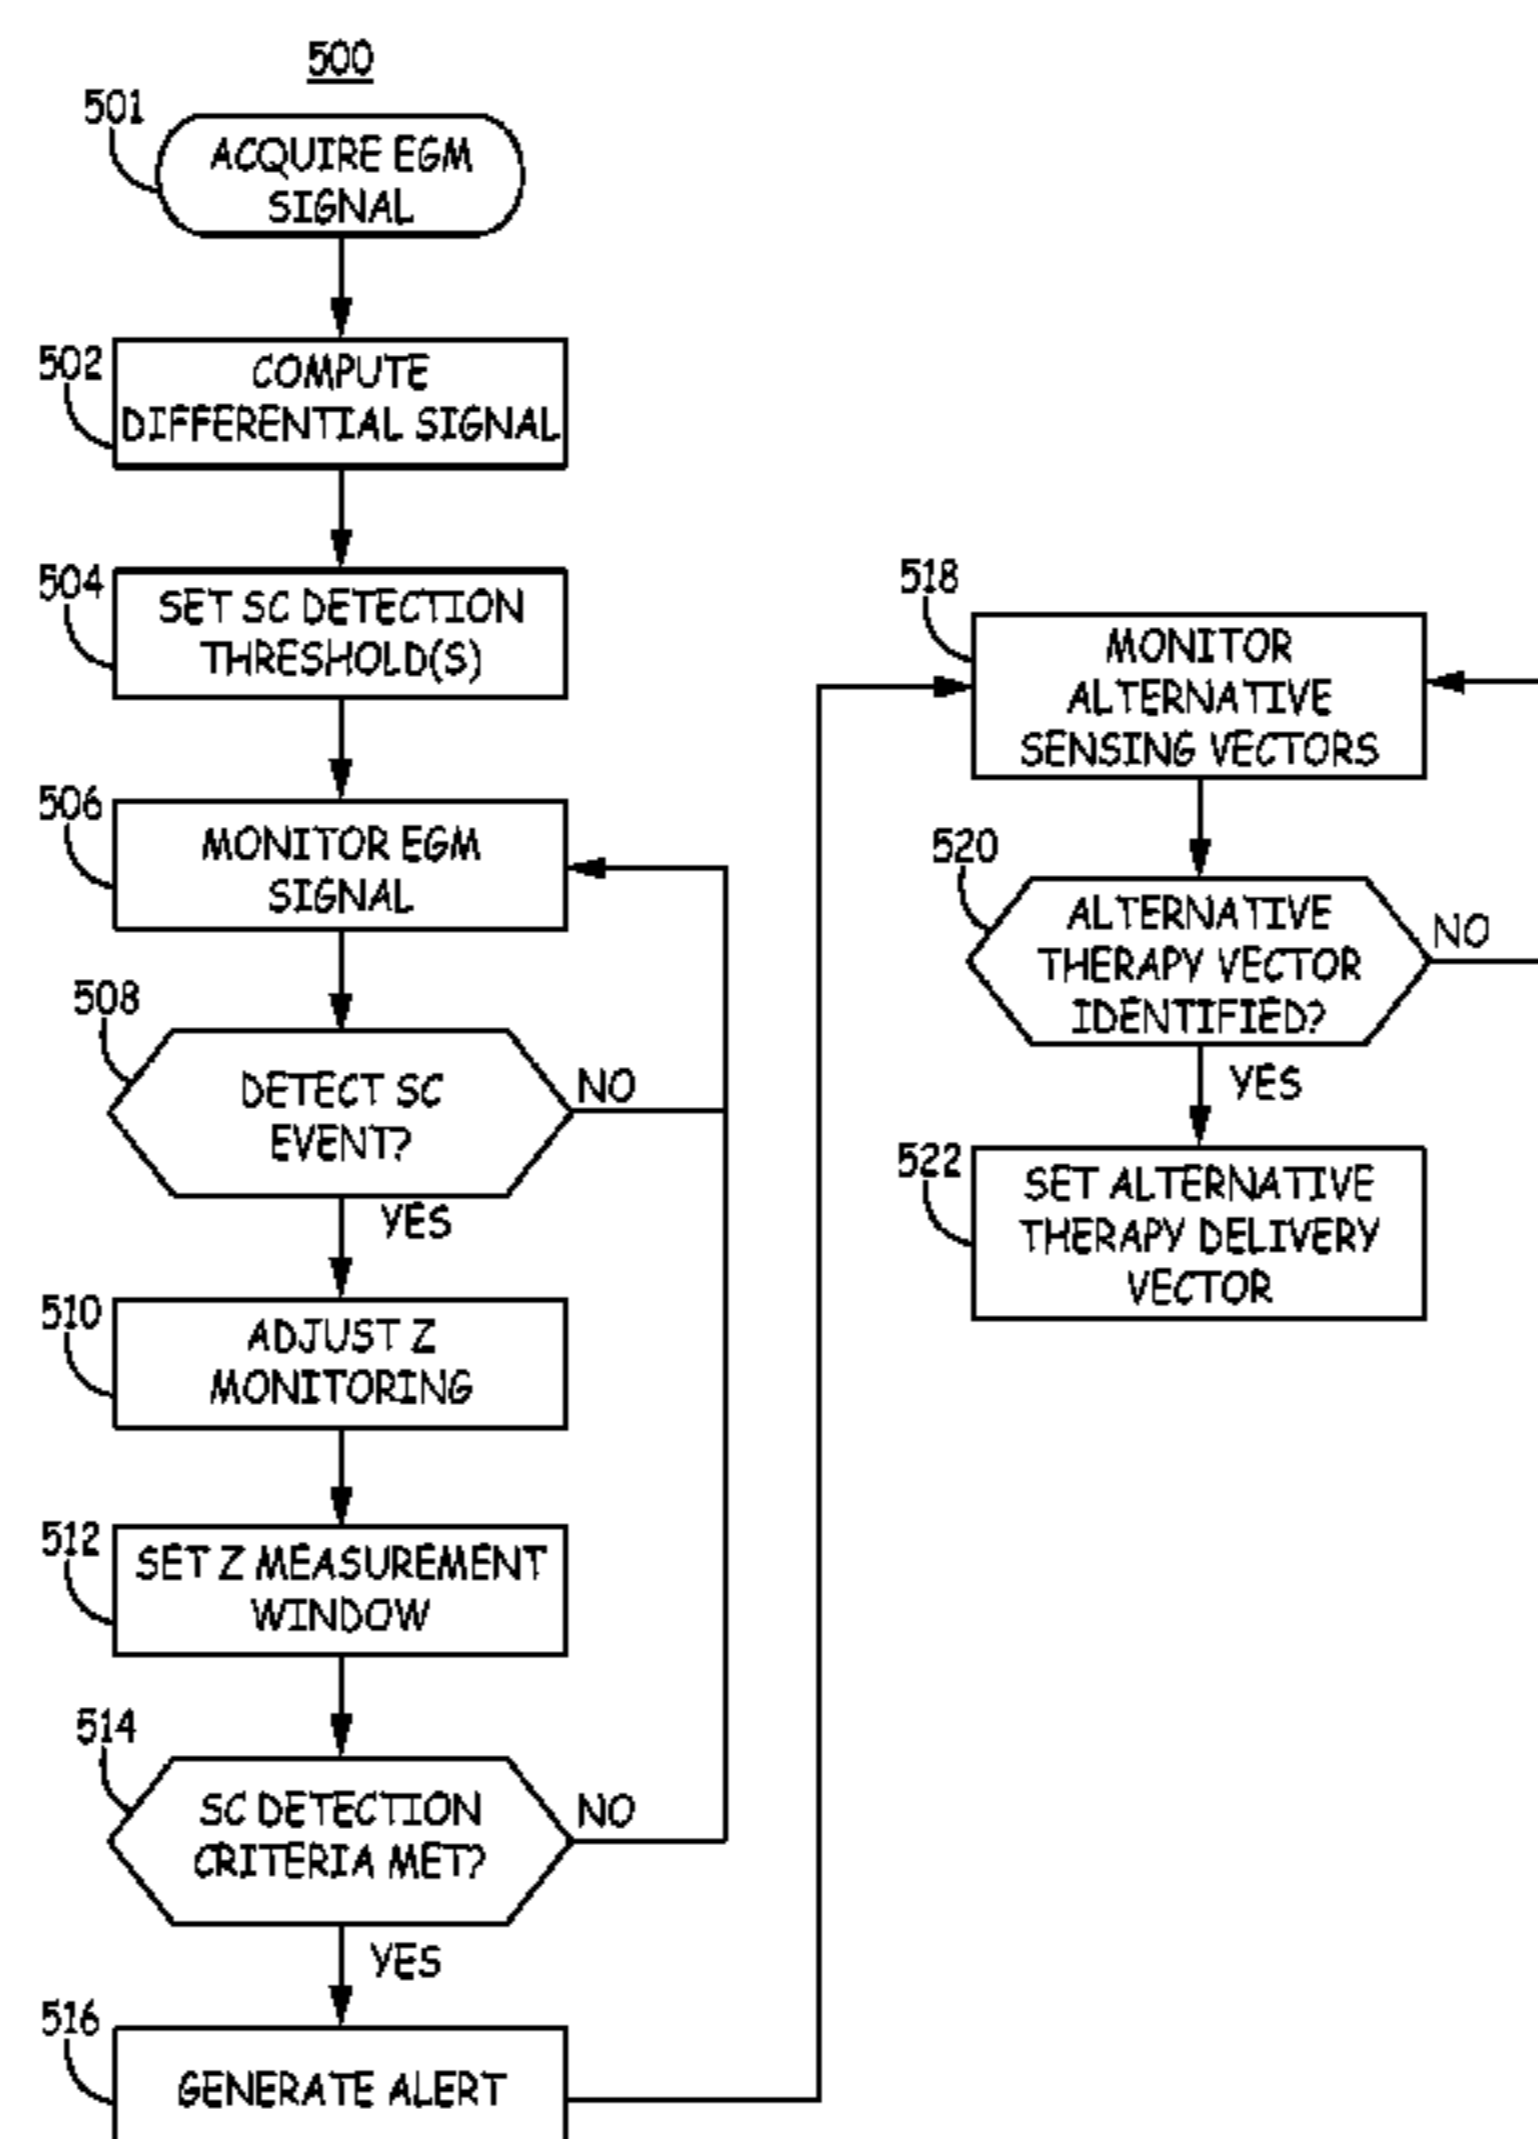 500
501
ACQUIRE EGM
SIGNAL
502
COMPUTE
DIFFERENTIAL SIGNAL
504
SET SC DETECTION
THRESHOLD(S)
506
MONITOR EGM
SIGNAL
508
DETECT SC
EVENT?
NO
YES
510
ADJUST Z
MONITORING
512
SET Z MEASUREMENT
WINDOW
514
SC DETECTION
CRITERIA MET?
NO
YES
516
GENERATE ALERT
518
MONITOR
ALTERNATIVE
SENSING VECTORS
520
ALTERNATIVE
THERAPY VECTOR
IDENTIFIED?
NO
YES
522
SET ALTERNATIVE
THERAPY DELIVERY
VECTOR